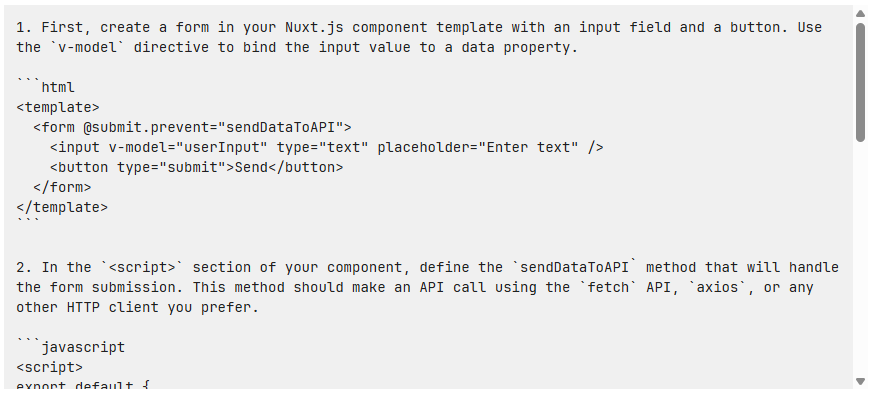 1. First, create a form in your Nuxt.js component template with an input field and a button. Use
the `v-model` directive to bind the input value to a data property.

```html
<template>
  <form @submit.prevent="sendDataToAPI">
    <input v-model="userInput" type="text" placeholder="Enter text" />
    <button type="submit">Send</button>
  </form>
</template>
```

2. In the `<script>` section of your component, define the `sendDataToAPI` method that will handle
the form submission. This method should make an API call using the `fetch` API, `axios`, or any
other HTTP client you prefer.

```javascript
<script>
export default {